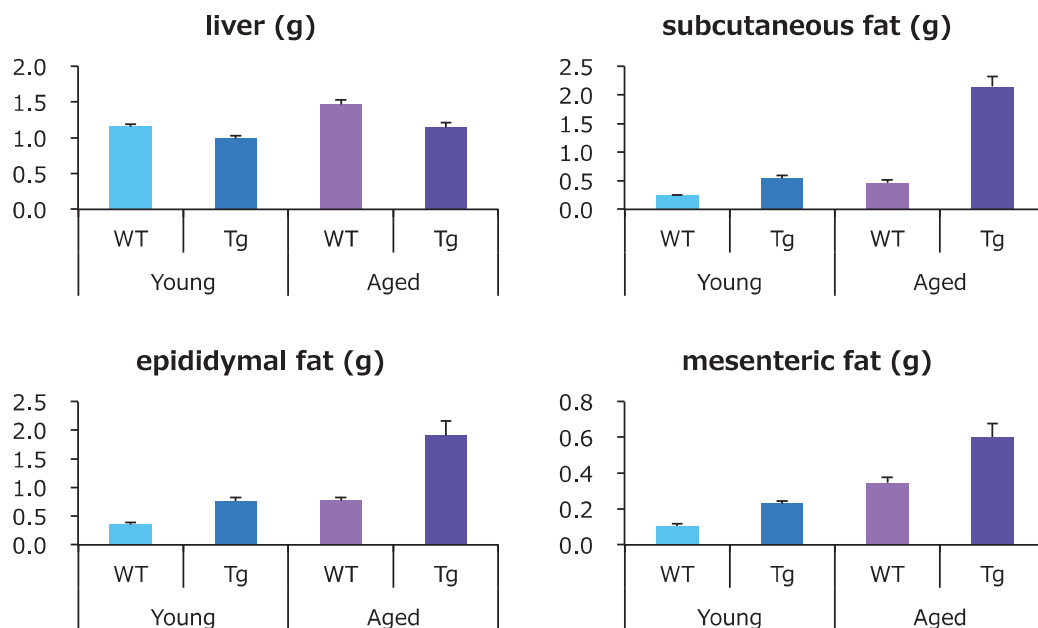 liver (g)
2.0
1.5
1.0
0.5
0.0
WT Tg WT Tg
Young Aged
subcutaneous fat (g)
2.5
2.0
1.5
1.0
0.5
0.0
WT Tg WT Tg
Young Aged
epididymal fat (g)
2.5
2.0
1.5
1.0
0.5
0.0
WT Tg WT Tg
Young Aged
mesenteric fat (g)
0.8
0.6
0.4
0.2
0.0
WT Tg WT Tg
Young Aged